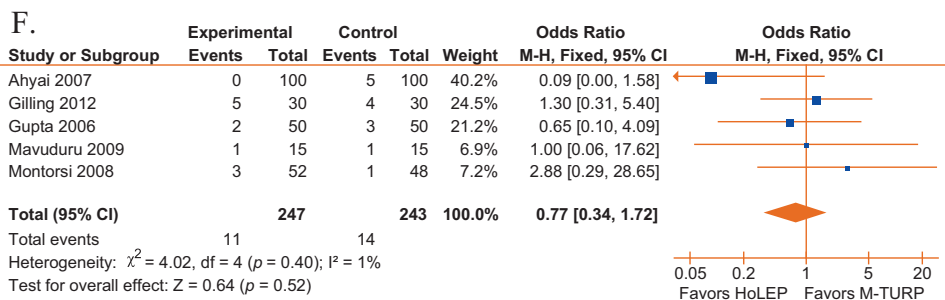 F.
Experimental Control Odds Ratio Odds Ratio
Study or Subgroup Events Total Events Total Weight M-H, Fixed, 95% CI M-H, Fixed, 95% CI
Ahyai 2007 0 100 5 100 40.2% 0.09 [0.00, 1.58]
Gilling 2012 5 30 4 30 24.5% 1.30 [0.31, 5.40]
Gupta 2006 2 50 3 50 21.2% 0.65 [0.10, 4.09]
Mavuduru 2009 1 15 1 15 6.9% 1.00 [0.06, 17.62]
Montorsi 2008 3 52 1 48 7.2% 2.88 [0.29, 28.65]
Total (95% CI) 247 243 100.0% 0.77 [0.34, 1.72]
Total events 11 14
Heterogeneity: χ² = 4.02, df = 4 (p = 0.40); I² = 1%
Test for overall effect: Z = 0.64 (p = 0.52)
0.05 0.2 1 5 20
Favors HoLEP Favors M-TURP